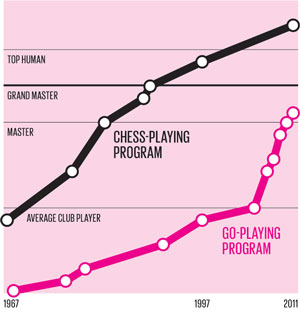 TOP HUMAN
GRAND MASTER
MASTER
CHESS-PLAYING
PROGRAM
AVERAGE CLUB PLAYER
GO-PLAYING
PROGRAM
1967
1997
2011